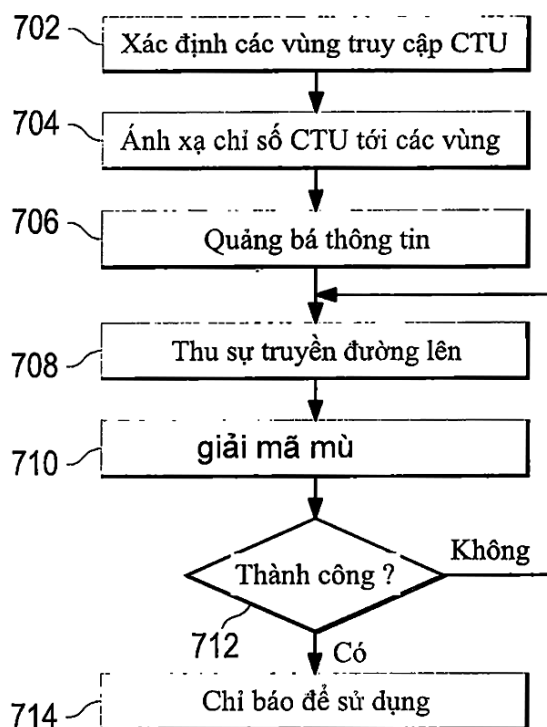 702
Xác định các vùng truy cập CTU
704
Ánh xạ chỉ số CTU tới các vùng
706
Quảng bá thông tin
Thu sự truyền đường lên
708
710
giải mã mù
Không
Thành công ?
712
Có
Chỉ báo để sử dụng
714